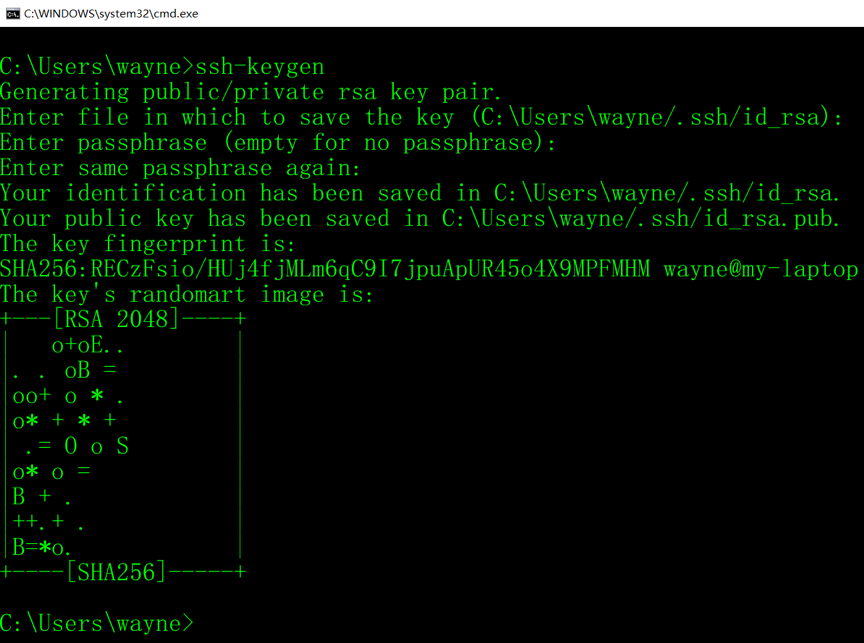 C:\WINDOWS\system32\cmd.exe
C:\Users\wayne>ssh-keygen
Generating public/private rsa key pair.
Enter file in which to save the key (C:\Users\wayne/.ssh/id_rsa):
Enter passphrase (empty for no passphrase):
Enter same passphrase again:
Your identification has been saved in C:\Users\wayne/.ssh/id_rsa.
Your public key has been saved in C:\Users\wayne/.ssh/id_rsa.pub.
The key fingerprint is:
SHA256:RECzFsio/HUj4fjMLm6qC9I7jpuApUR45o4X9MPFMHM wayne@my-laptop
The key's randomart image is:
+---[RSA 2048]----+
|   o+oE..        |
|. .  oB =        |
|oo+ o * .        |
|o* + * +         |
| .= O o S        |
|o* o =           |
|B + .            |
|++.+ .           |
|B=*o.            |
+----[SHA256]-----+
C:\Users\wayne>